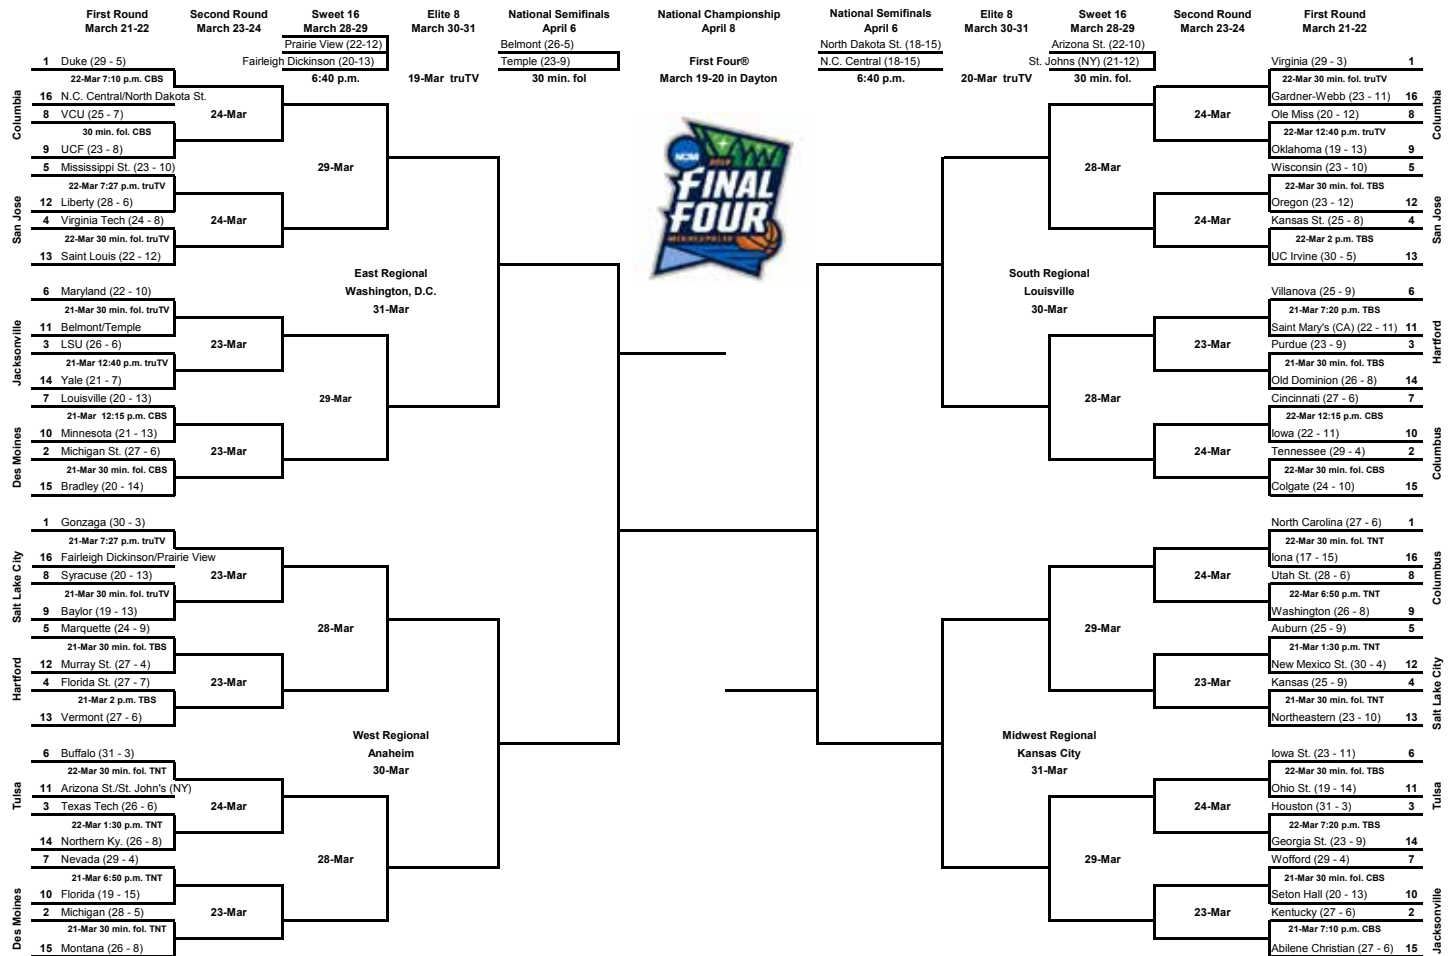 First Round
March 21-22
Second Round
March 23-24
Sweet 16
March 28-29
Elite 8
March 30-31
National Semifinals
April 6
National Championship
April 8
National Semifinals
April 6
Elite 8
March 30-31
Sweet 16
March 28-29
Second Round
March 23-24
First Round
March 21-22
Prairie View (22-12)
Fairleigh Dickinson (20-13)
6:40 p.m.
19-Mar truTV
Belmont (26-5)
Temple (23-9)
30 min. fol
First Four®
March 19-20 in Dayton
North Dakota St. (18-15)
N.C. Central (18-15)
6:40 p.m.
20-Mar truTV
Arizona St. (22-10)
St. Johns (NY) (21-12)
30 min. fol.
NCAA
2019
FINAL
FOUR
MINNEAPOLIS
Columbia
1 Duke (29 - 5)
22-Mar 7:10 p.m. CBS
16 N.C. Central/North Dakota St.
8 VCU (25 - 7)
30 min. fol. CBS
9 UCF (23 - 8)
24-Mar
San Jose
5 Mississippi St. (23 - 10)
22-Mar 7:27 p.m. truTV
12 Liberty (28 - 6)
4 Virginia Tech (24 - 8)
22-Mar 30 min. fol. truTV
13 Saint Louis (22 - 12)
24-Mar
29-Mar
East Regional
Washington, D.C.
31-Mar
Jacksonville
6 Maryland (22 - 10)
21-Mar 30 min. fol. truTV
11 Belmont/Temple
3 LSU (26 - 6)
21-Mar 12:40 p.m. truTV
14 Yale (21 - 7)
23-Mar
Des Moines
7 Louisville (20 - 13)
21-Mar 12:15 p.m. CBS
10 Minnesota (21 - 13)
2 Michigan St. (27 - 6)
21-Mar 30 min. fol. CBS
15 Bradley (20 - 14)
23-Mar
29-Mar
Salt Lake City
1 Gonzaga (30 - 3)
21-Mar 7:27 p.m. truTV
16 Fairleigh Dickinson/Prairie View
8 Syracuse (20 - 13)
21-Mar 30 min. fol. truTV
9 Baylor (19 - 13)
23-Mar
Hartford
5 Marquette (24 - 9)
21-Mar 30 min. fol. TBS
12 Murray St. (27 - 4)
4 Florida St. (27 - 7)
21-Mar 2 p.m. TBS
13 Vermont (27 - 6)
23-Mar
28-Mar
West Regional
Anaheim
30-Mar
Tulsa
6 Buffalo (31 - 3)
22-Mar 30 min. fol. TNT
11 Arizona St./St. John's (NY)
3 Texas Tech (26 - 6)
22-Mar 1:30 p.m. TNT
14 Northern Ky. (26 - 8)
24-Mar
Des Moines
7 Nevada (29 - 4)
21-Mar 6:50 p.m. TNT
10 Florida (19 - 15)
2 Michigan (28 - 5)
21-Mar 30 min. fol. TNT
15 Montana (26 - 8)
23-Mar
28-Mar
Virginia (29 - 3) 1
22-Mar 30 min. fol. truTV
Gardner-Webb (23 - 11) 16
Ole Miss (20 - 12) 8
22-Mar 12:40 p.m. truTV
Oklahoma (19 - 13) 9
Columbia
24-Mar
Wisconsin (23 - 10) 5
22-Mar 30 min. fol. TBS
Oregon (23 - 12) 12
Kansas St. (25 - 8) 4
22-Mar 2 p.m. TBS
UC Irvine (30 - 5) 13
San Jose
24-Mar
28-Mar
South Regional
Louisville
30-Mar
Villanova (25 - 9) 6
21-Mar 7:20 p.m. TBS
Saint Mary's (CA) (22 - 11) 11
Purdue (23 - 9) 3
21-Mar 30 min. fol. TBS
Old Dominion (26 - 8) 14
Hartford
23-Mar
Cincinnati (27 - 6) 7
22-Mar 12:15 p.m. CBS
Iowa (22 - 11) 10
Tennessee (29 - 4) 2
22-Mar 30 min. fol. CBS
Colgate (24 - 10) 15
Columbus
24-Mar
28-Mar
North Carolina (27 - 6) 1
22-Mar 30 min. fol. TNT
Iona (17 - 15) 16
Utah St. (28 - 6) 8
22-Mar 6:50 p.m. TNT
Washington (26 - 8) 9
Columbus
24-Mar
Auburn (25 - 9) 5
21-Mar 1:30 p.m. TNT
New Mexico St. (30 - 4) 12
Kansas (25 - 9) 4
21-Mar 30 min. fol. TNT
Northeastern (23 - 10) 13
Salt Lake City
23-Mar
29-Mar
Midwest Regional
Kansas City
31-Mar
Iowa St. (23 - 11) 6
22-Mar 30 min. fol. TBS
Ohio St. (19 - 14) 11
Houston (31 - 3) 3
22-Mar 7:20 p.m. TBS
Georgia St. (23 - 9) 14
Tulsa
24-Mar
Wofford (29 - 4) 7
21-Mar 30 min. fol. CBS
Seton Hall (20 - 13) 10
Kentucky (27 - 6) 2
21-Mar 7:10 p.m. CBS
Abilene Christian (27 - 6) 15
Jacksonville
23-Mar
29-Mar